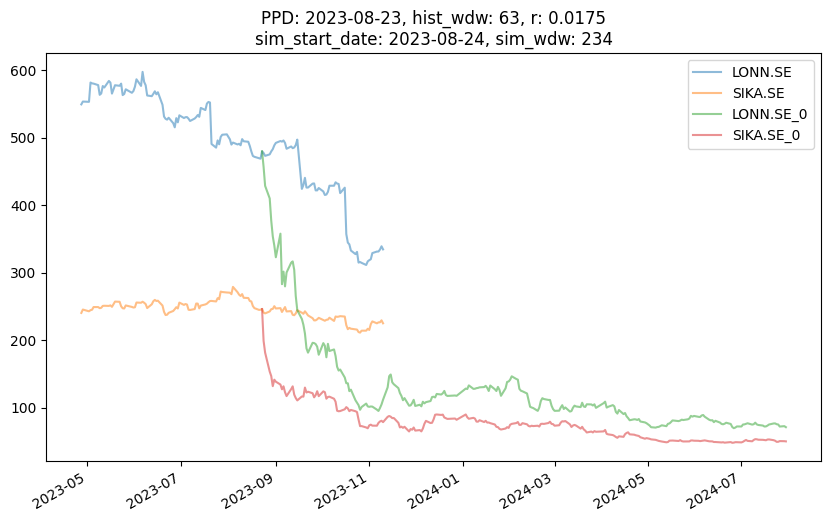 PPD: 2023-08-23, hist_wdw: 63, r: 0.0175
sim_start_date: 2023-08-24, sim_wdw: 234
LONN.SE
SIKA.SE
LONN.SE_0
SIKA.SE_0
600
500
400
300
200
100
2023-05
2023-07
2023-09
2023-11
2024-01
2024-03
2024-05
2024-07